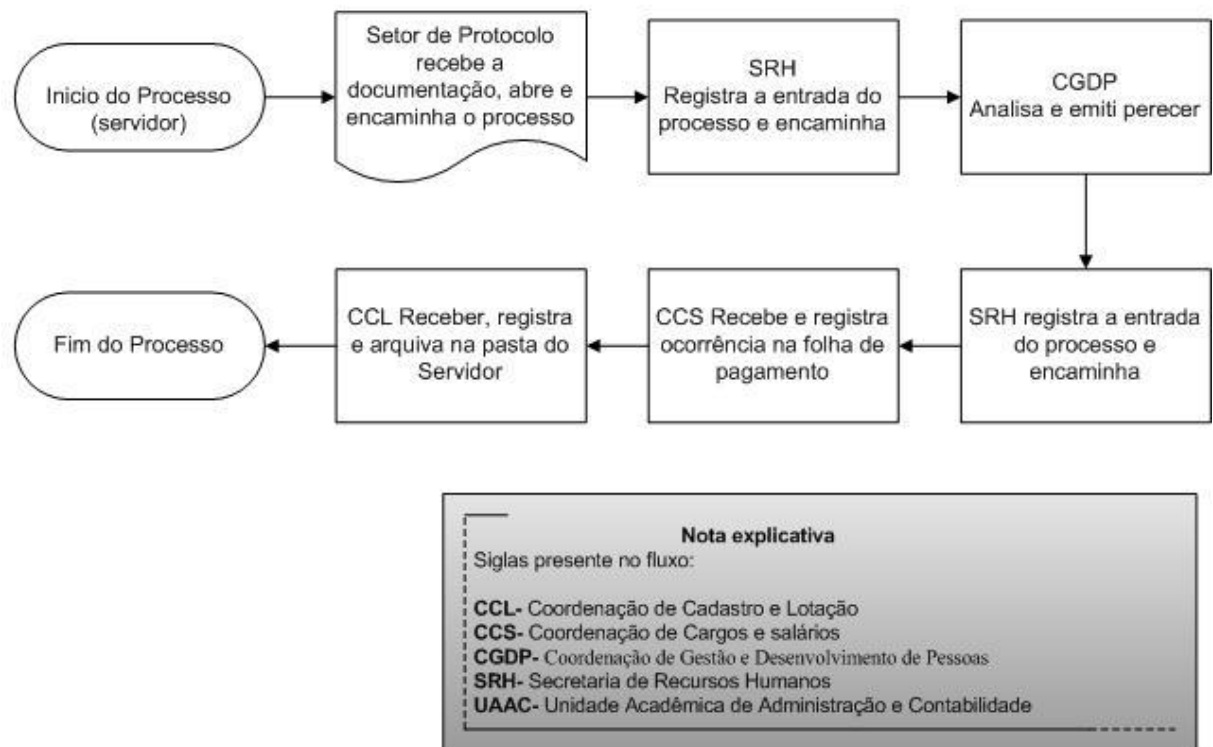 Inicio do Processo
(servidor)
Setor de Protocolo
recebe a
documentação, abre e
encaminha o processo
SRH
Registra a entrada do
processo e encaminha
CGDP
Analisa e emiti perecer
SRH registra a entrada
do processo e
encaminha
CCS Recebe e registra
ocorrência na folha de
pagamento
CCL Receber, registra
e arquiva na pasta do
Servidor
Fim do Processo
Nota explicativa
Siglas presente no fluxo:
CCL- Coordenação de Cadastro e Lotação
CCS- Coordenação de Cargos e salários
CGDP- Coordenação de Gestão e Desenvolvimento de Pessoas
SRH- Secretaria de Recursos Humanos
UAAC- Unidade Acadêmica de Administração e Contabilidade